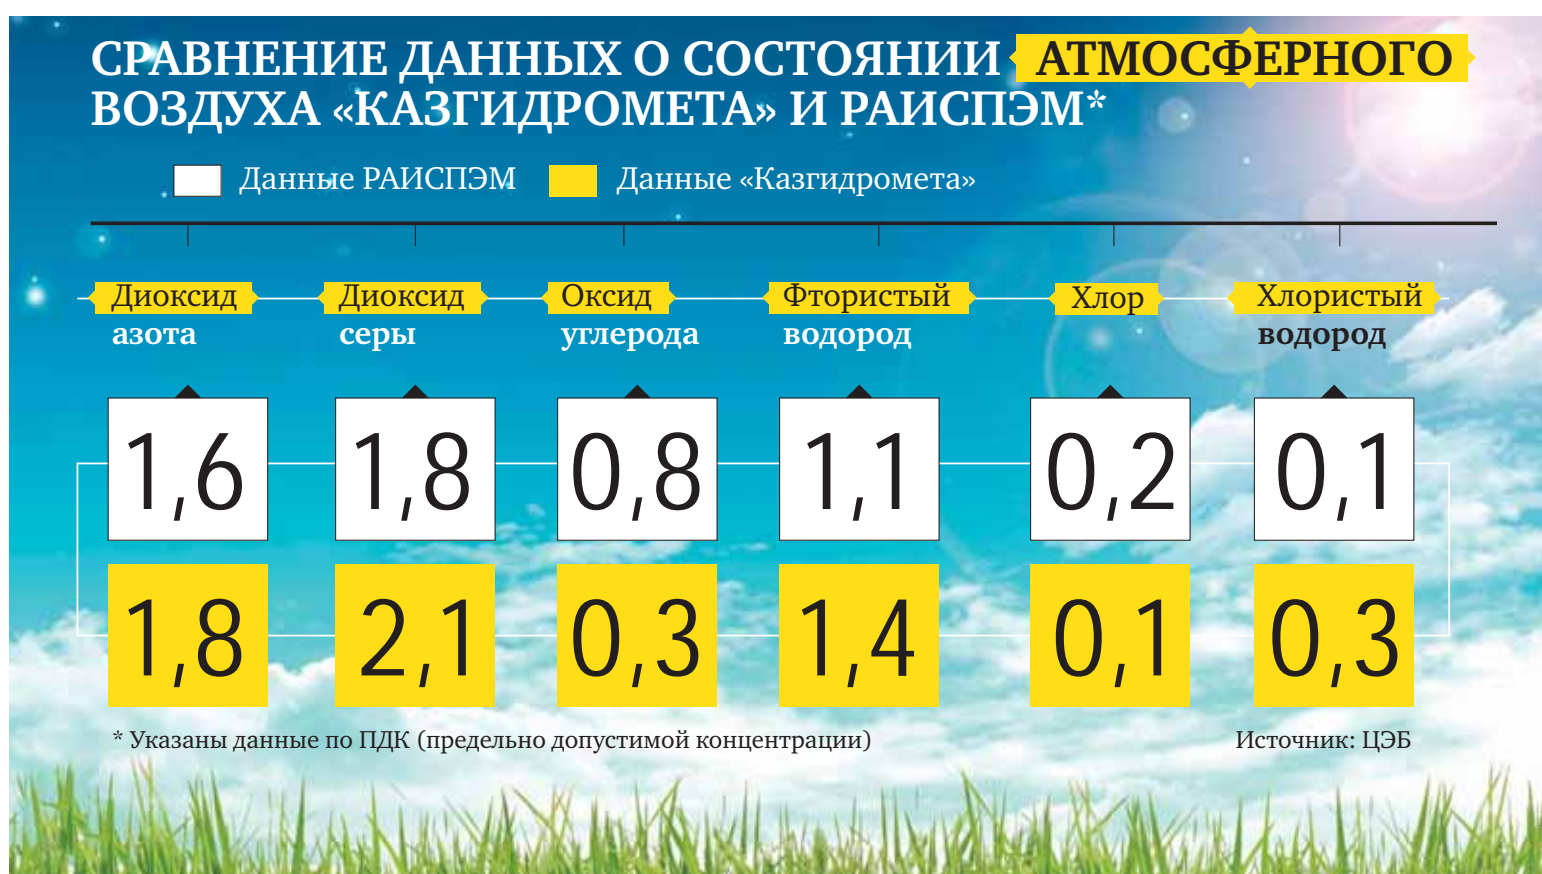 СРАВНЕНИЕ ДАННЫХ О СОСТОЯНИИ АТМОСФЕРНОГО
ВОЗДУХА «КАЗГИДРОМЕТА» И РАИСПЭМ*
Данные РАИСПЭМ Данные «Казгидромета»
Диоксид азота
Диоксид серы
Оксид углерода
Фтористый водород
Хлор
Хлористый водород
1,6 1,8 0,8 1,1 0,2 0,1
1,8 2,1 0,3 1,4 0,1 0,3
* Указаны данные по ПДК (предельно допустимой концентрации)
Источник: ЦЭБ